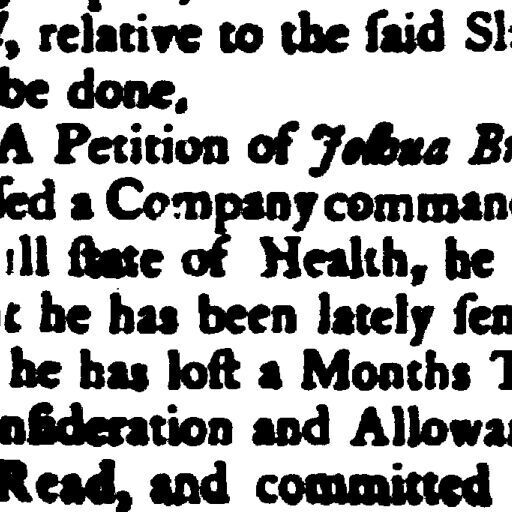 , relative to the ſaid Sl
be done,
A Petition of Joſhua B
ſed a Company comman
ill ſtate of Health, he
t he has been lately ſen
he has loſt a Months T
nſideration and Allowa
Read, and committed